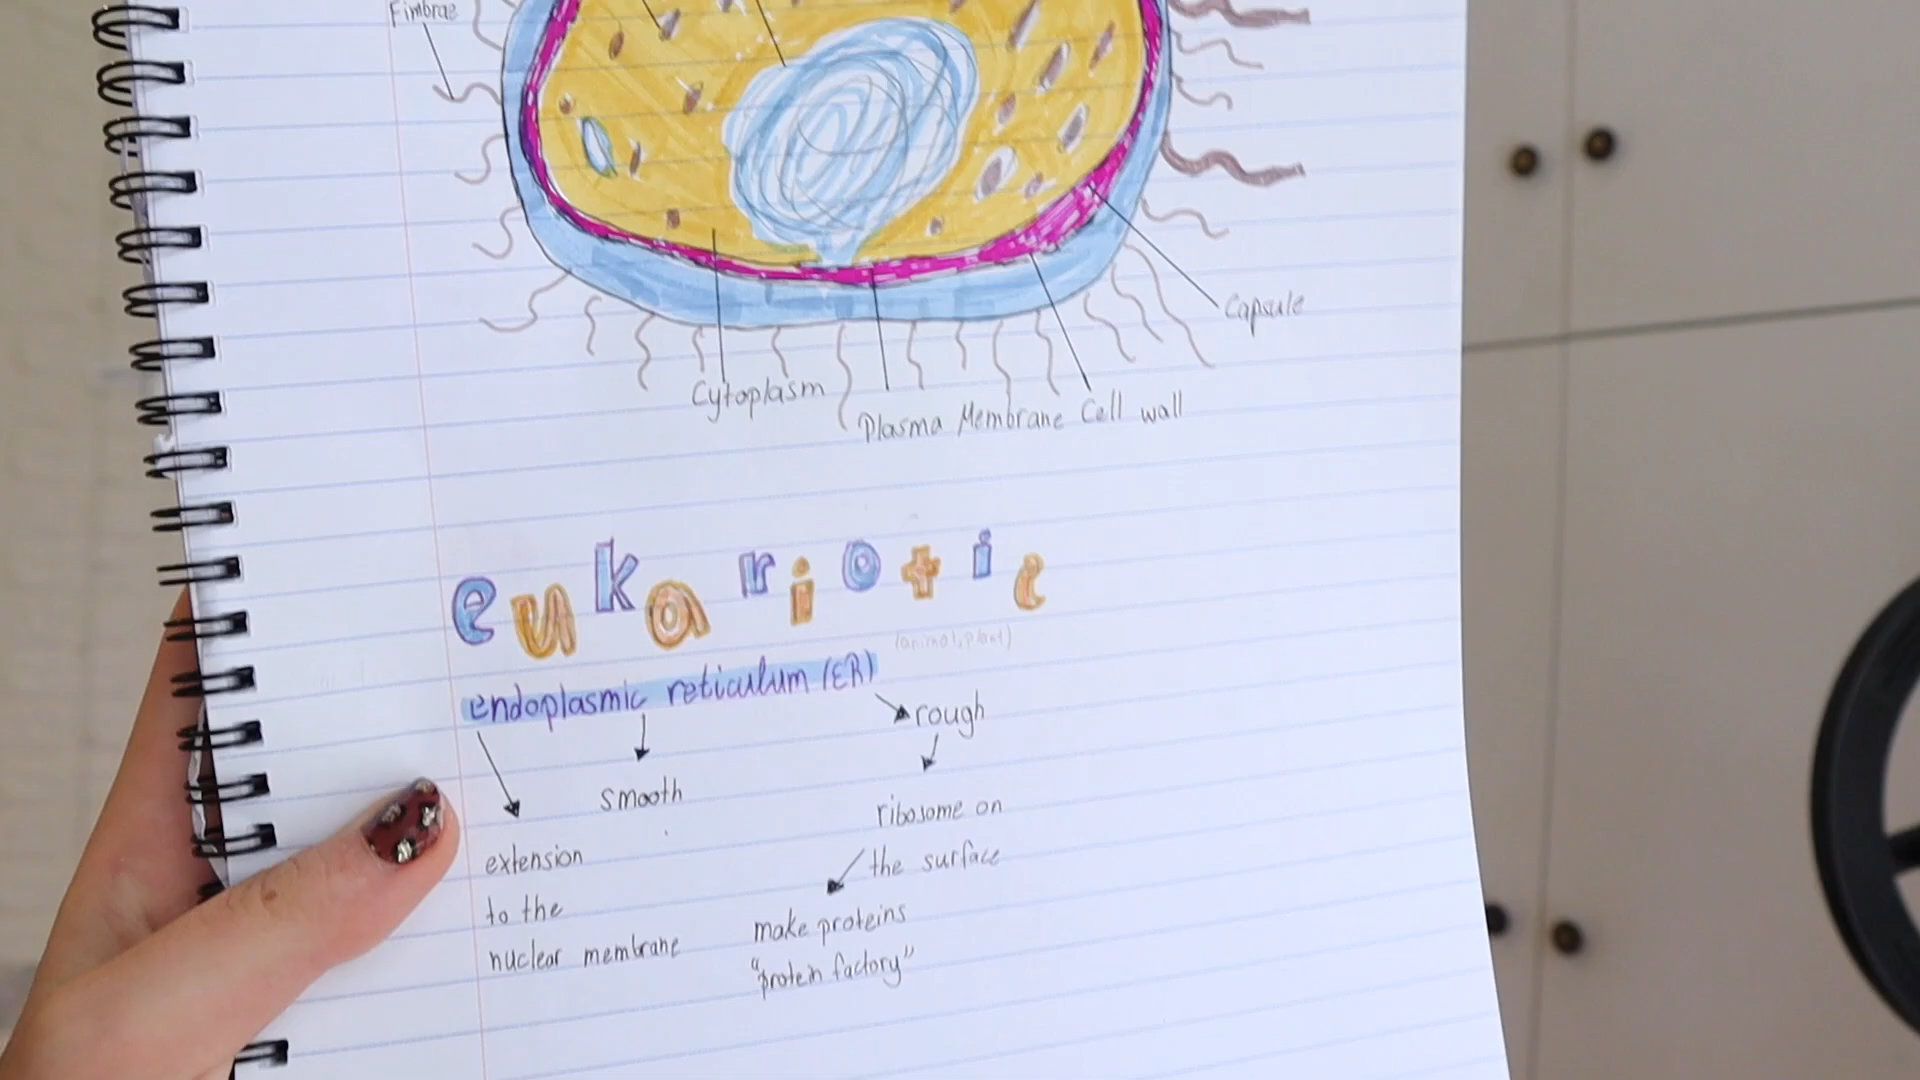 Fimbrae
Capsule
Cytoplasm
Plasma Membrane
Cell wall
eukariotic
(animal, plant)
endoplasmic reticulum (ER)
rough
smooth
ribosome on
the surface
extension
to the
nuclear membrane
make proteins
"protein factory"